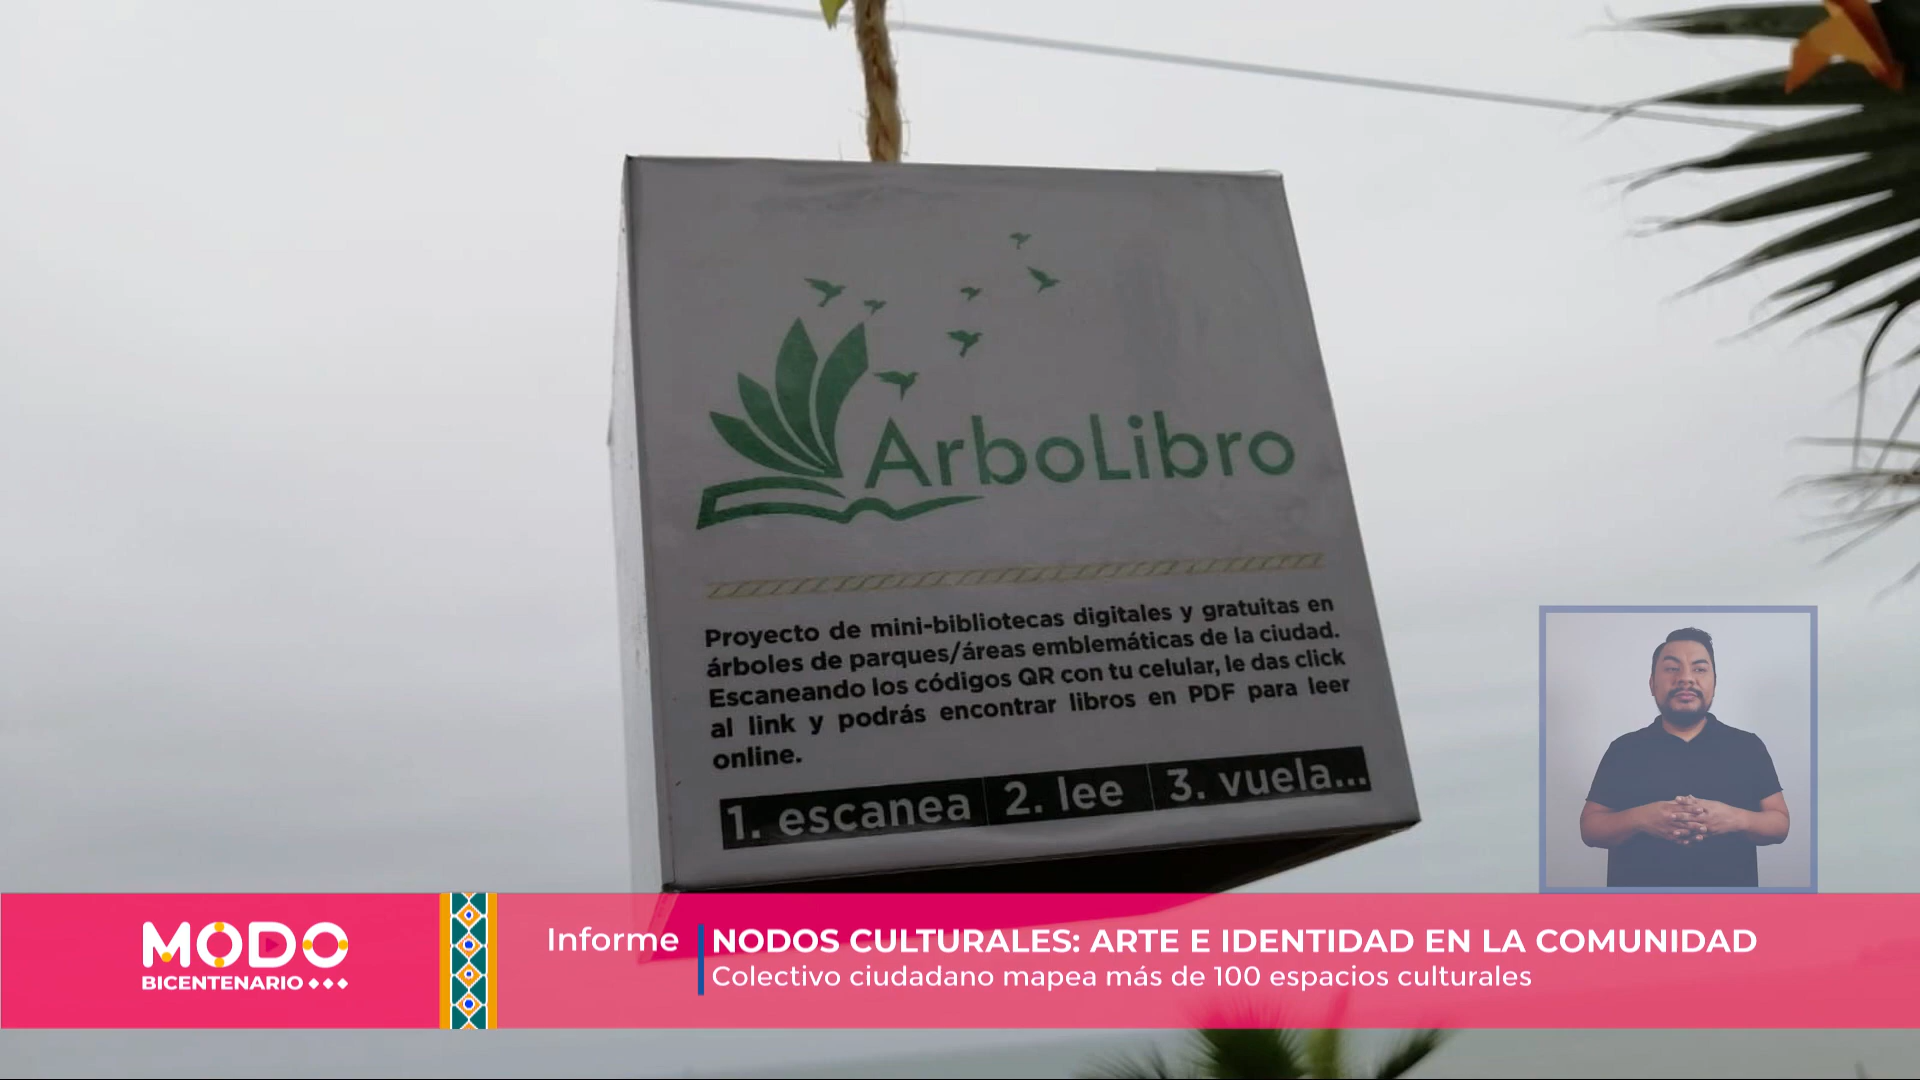 ArboLibro
Proyecto de mini-bibliotecas digitales y gratuitas en
árboles de parques/áreas emblemáticas de la ciudad.
Escaneando los códigos QR con tu celular, le das click
al link y podrás encontrar libros en PDF para leer
online.
1. escanea 2. lee 3. vuela...
MODO
BICENTENARIO
Informe
NODOS CULTURALES: ARTE E IDENTIDAD EN LA COMUNIDAD
Colectivo ciudadano mapea más de 100 espacios culturales